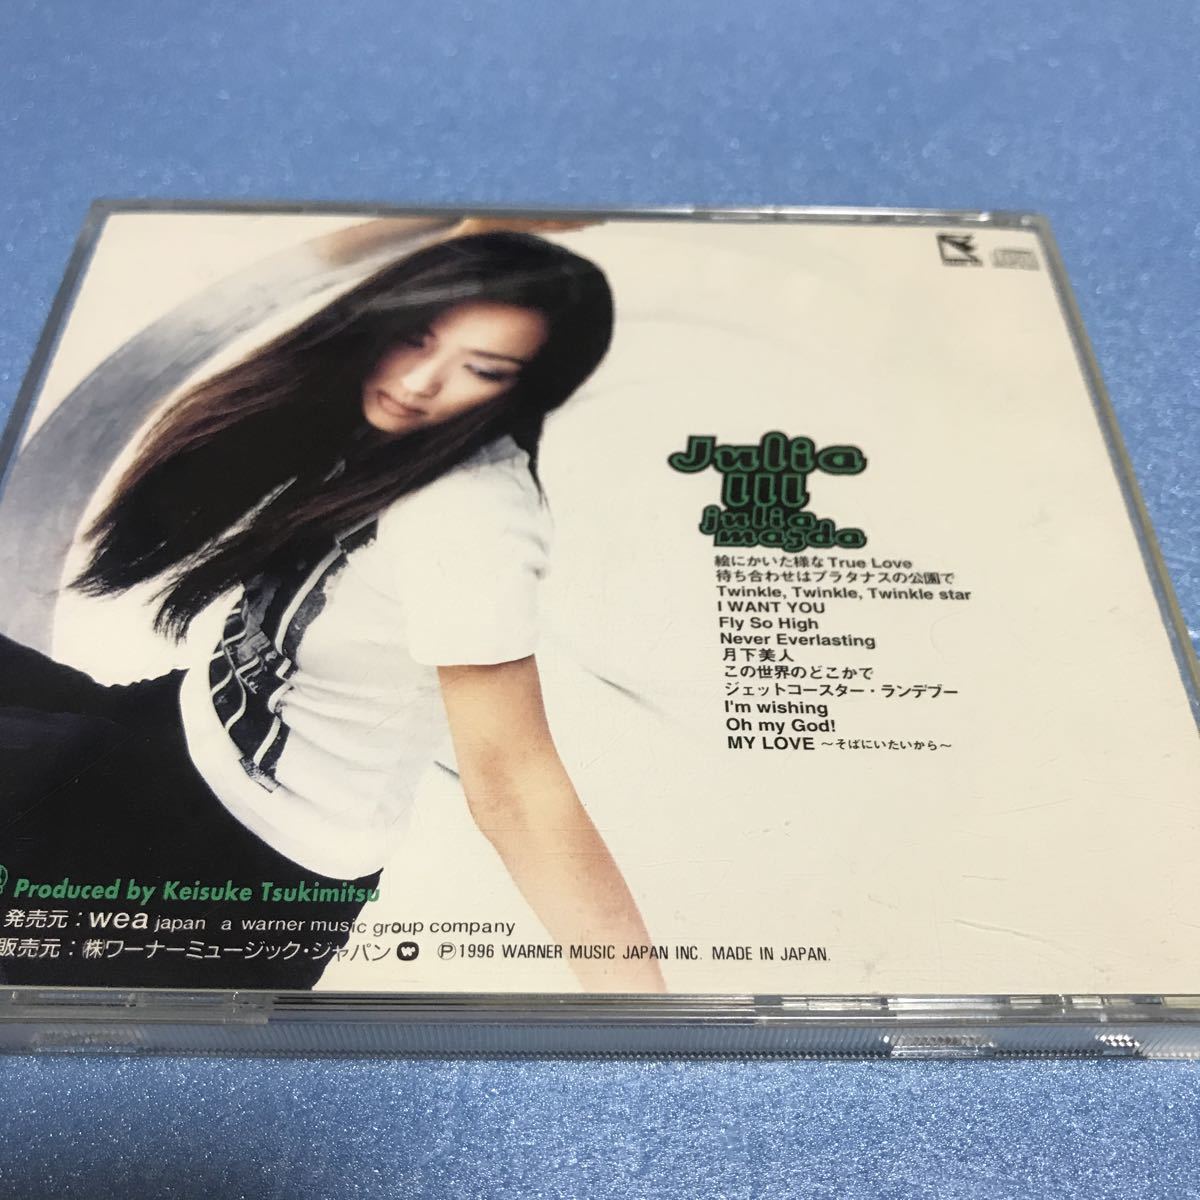 Julia
III
julia
mazda
絵にかいた様なTrue Love
待ち合わせはプラタナスの公園で
Twinkle, Twinkle, Twinkle star
I WANT YOU
Fly So High
Never Everlasting
月下美人
この世界のどこかで
ジェットコースター・ランデブー
I'm wishing
Oh my God!
MY LOVE ～そばにいたいから～
Produced by Keisuke Tsukimitsu
発売元：wea japan a warner music group company
販売元：㈱ワーナーミュージック・ジャパン
Ⓟ1996 WARNER MUSIC JAPAN INC. MADE IN JAPAN.